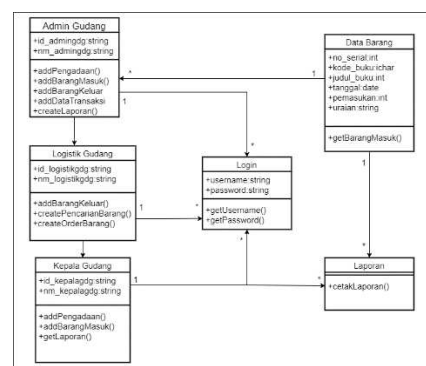 Admin Gudang
+id_admingdg:string
+nm_admingdg:string
+addPengadaan()
+addBarangMasuk()
+addBarangKeluar
+addDataTransaksi
+createLaporan()
Data Barang
+no_serial:int
+kode_buku:char
+judul_buku:int
+tanggal:date
+pemasukan:int
+uraian:string
+getBarangMasuk()
*
1
1
*
1
Logistik Gudang
+id_logistikgdg:string
+nm_logistikgdg:string
+addBarangKeluar()
+createPencarianBarang()
+createOrderBarang()
Login
+username:string
+password:string
+getUsername()
+getPassword()
1
*
*
*
Kepala Gudang
+id_kepalagdg:string
+nm_kepalagdg:string
+addPengadaan()
+addBarangMasuk()
+getLaporan()
1
*
Laporan
+cetakLaporan()